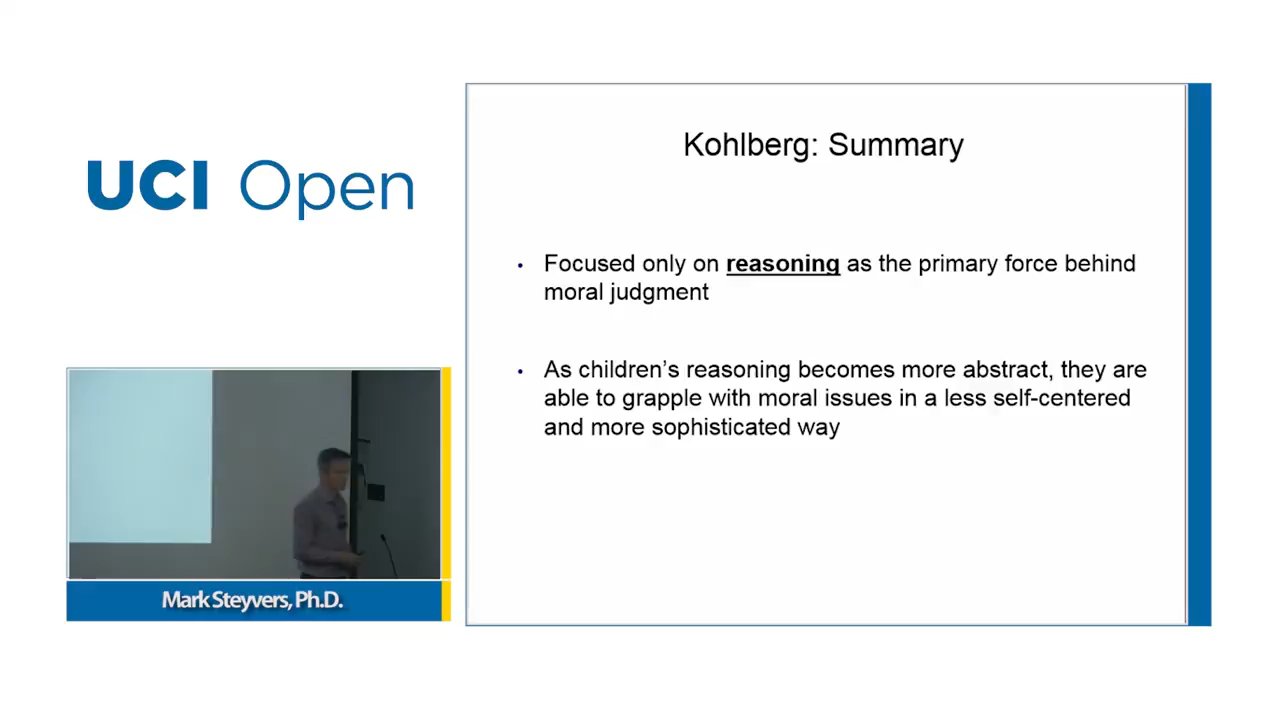 UCI Open
Kohlberg: Summary
• Focused only on reasoning as the primary force behind
moral judgment
• As children’s reasoning becomes more abstract, they are
able to grapple with moral issues in a less self-centered
and more sophisticated way
Mark Steyvers, Ph.D.